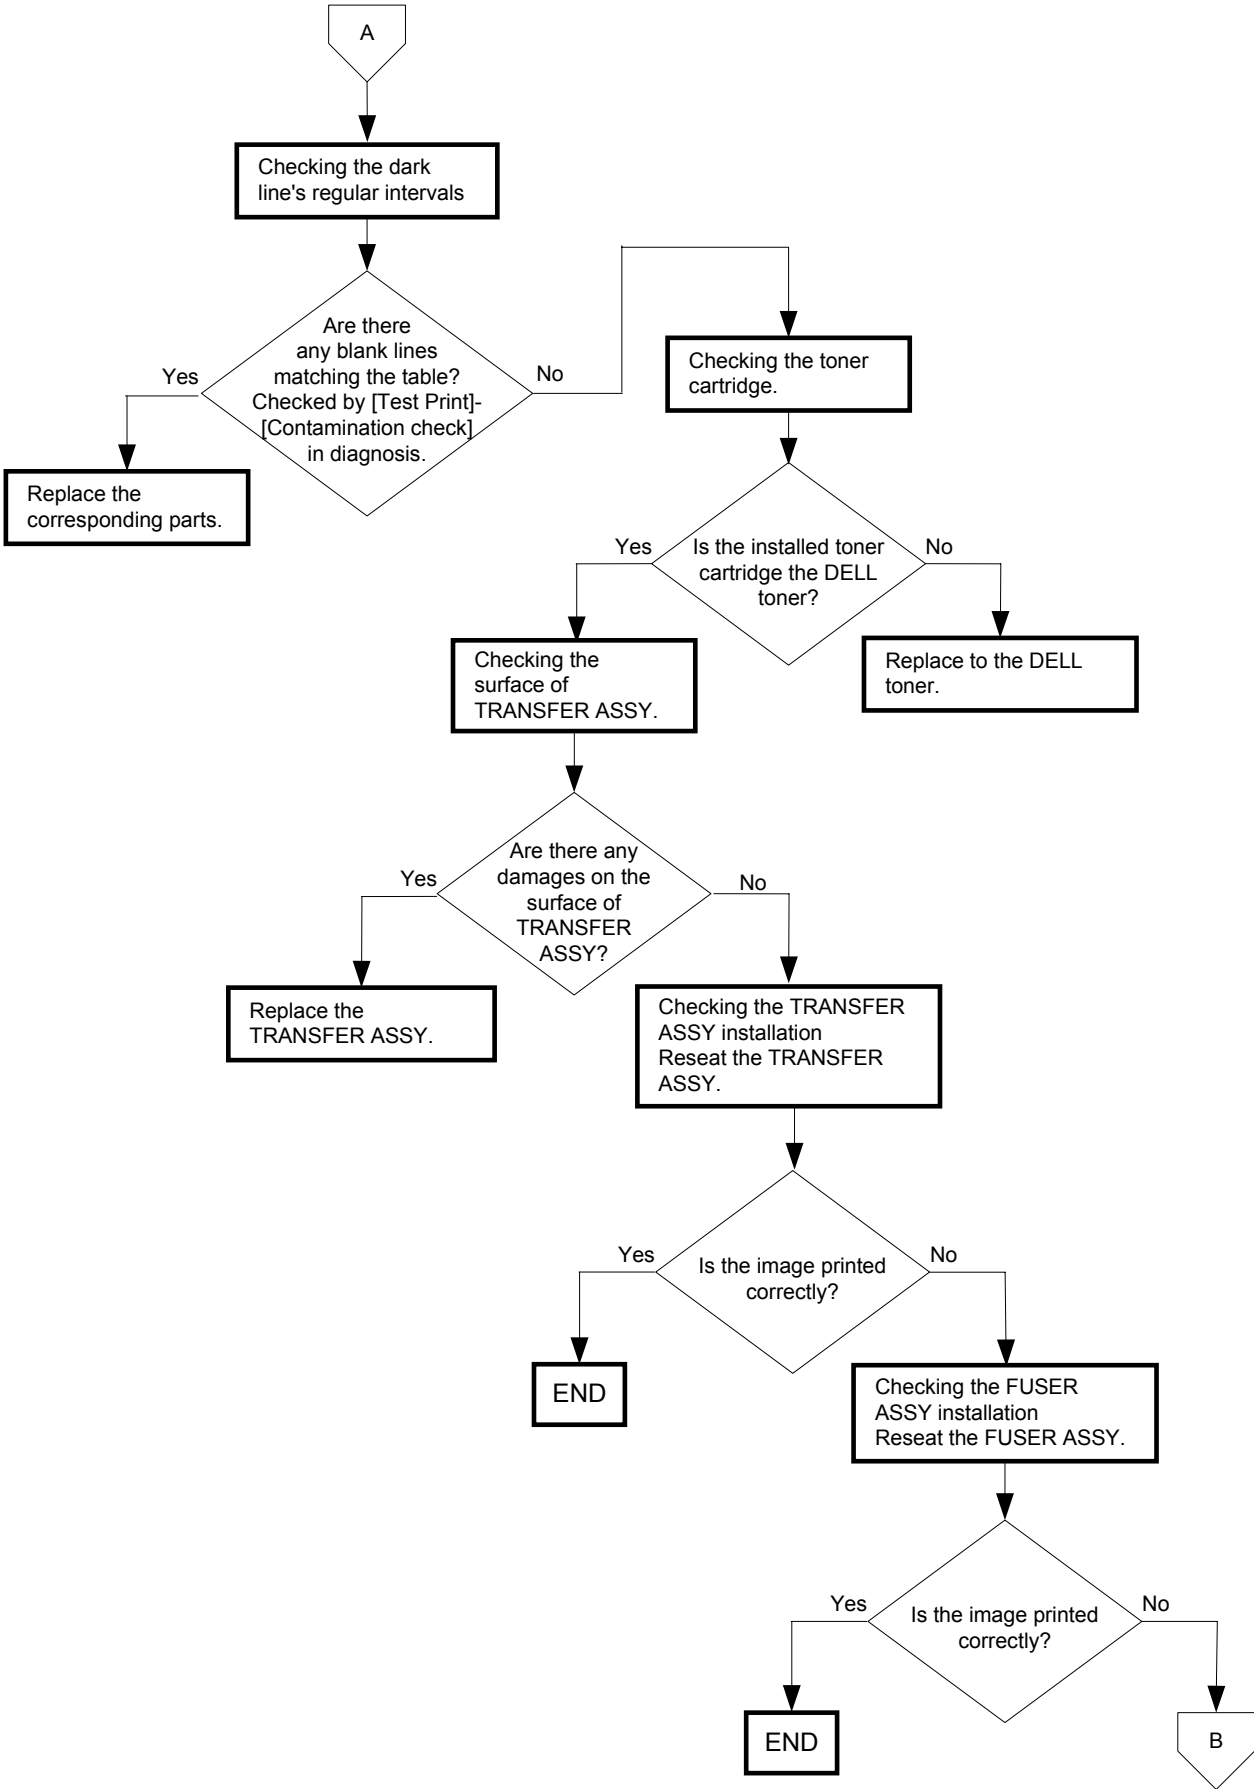 A
Checking the dark
line's regular intervals
Are there
any blank lines
matching the table?
Checked by [Test Print]-
[Contamination check]
in diagnosis.
Yes
No
Replace the
corresponding parts.
Checking the toner
cartridge.
Is the installed toner
cartridge the DELL
toner?
Yes
No
Checking the
surface of
TRANSFER ASSY.
Replace to the DELL
toner.
Are there any
damages on the
surface of
TRANSFER
ASSY?
Yes
No
Replace the
TRANSFER ASSY.
Checking the TRANSFER
ASSY installation
Reseat the TRANSFER
ASSY.
Is the image printed
correctly?
Yes
No
END
Checking the FUSER
ASSY installation
Reseat the FUSER ASSY.
Is the image printed
correctly?
Yes
No
END
B